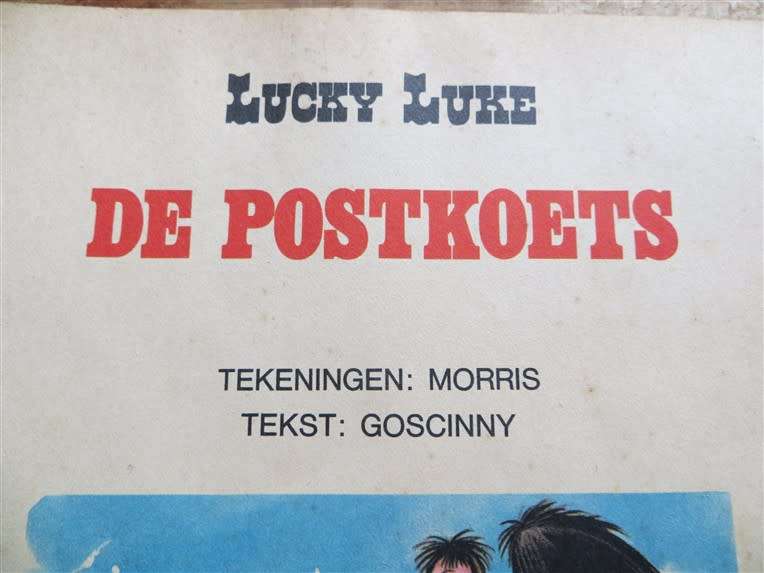 LUCKY LUKE
DE POSTKOETS
TEKENINGEN: MORRIS
TEKST: GOSCINNY